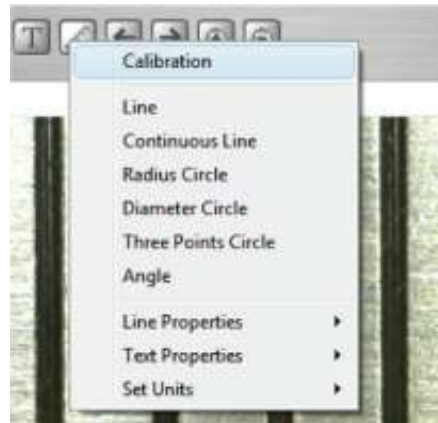 T
Calibration
Line
Continuous Line
Radius Circle
Diameter Circle
Three Points Circle
Angle
Line Properties
Text Properties
Set Units